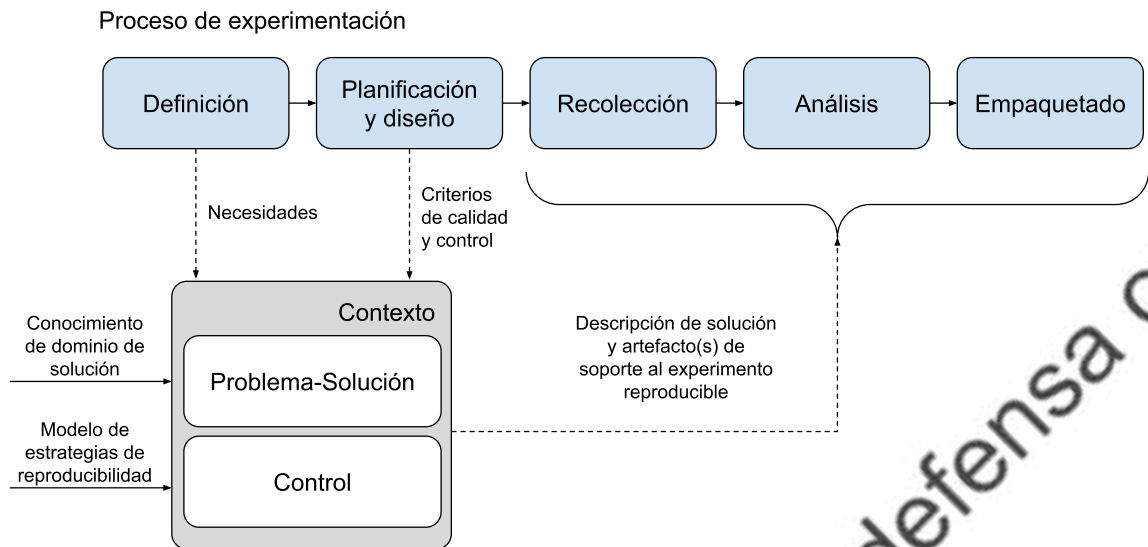 Proceso de experimentación
Definición
Planificación
y diseño
Recolección
Análisis
Empaquetado
Necesidades
Criterios
de calidad
y control
Contexto
Conocimiento
de dominio de
solución
Problema-Solución
Descripción de solución
y artefacto(s) de
soporte al experimento
reproducible
Modelo de
estrategias de
reproducibilidad
Control
defensa